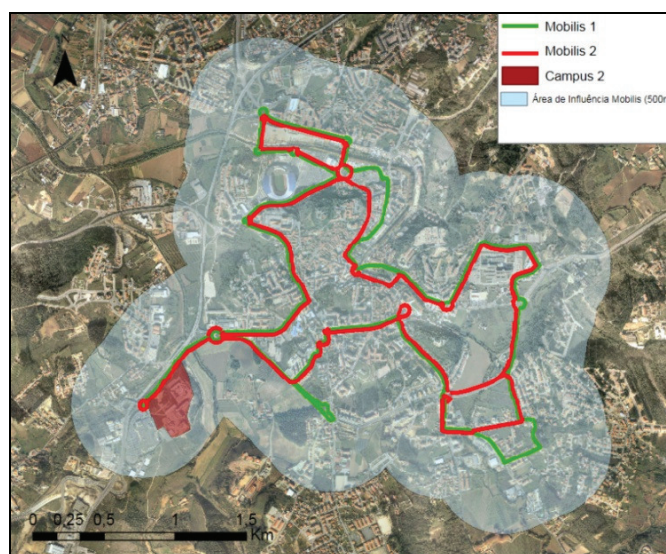 Mobilis 1
Mobilis 2
Campus 2
Área de Influência Mobilis (500m
0 0,25 0,5 1 1,5
Km